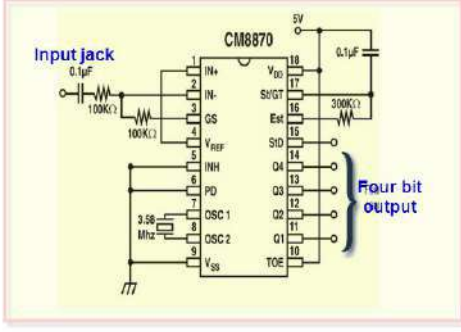 5V
CM8870
Input jack
0.1µF
100KΩ
100KΩ
1 IN+
2 IN-
3 GS
4 VREF
5 INH
6 PD
7 OSC 1
8 OSC 2
9 VSS
3.58
Mhz
18 VDD
17 St/GT
16 Est
15 StD
14 Q4
13 Q3
12 Q2
11 Q1
10 TOE
0.1µF
300KΩ
Four bit
output